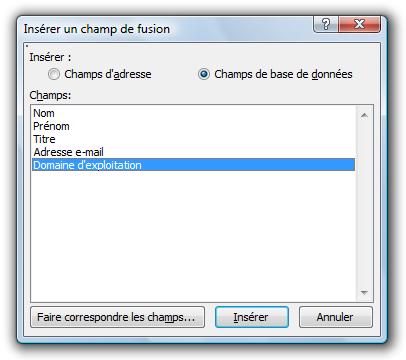 Insérer un champ de fusion
Insérer :
Champs d'adresse Champs de base de données
Champs:
Nom
Prénom
Titre
Adresse e-mail
Domaine d'exploitation
Faire correspondre les champs... Insérer Annuler